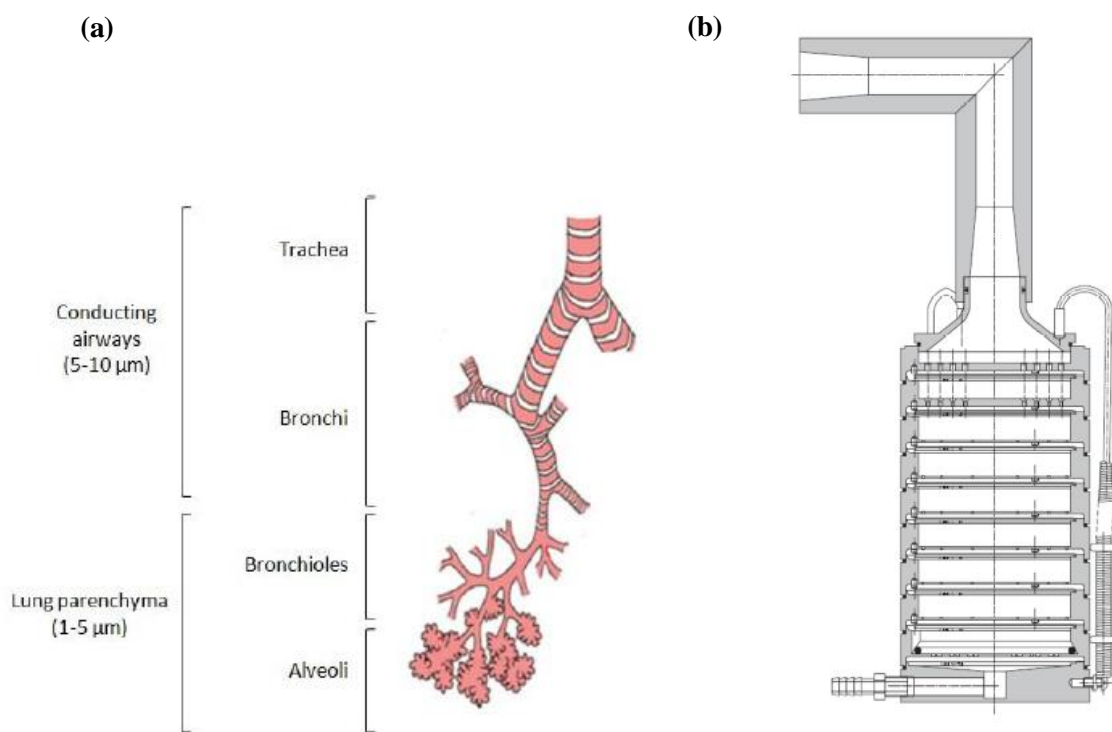 (a)
(b)
Trachea
Conducting
airways
(5-10 µm)
Bronchi
Bronchioles
Lung parenchyma
(1-5 µm)
Alveoli